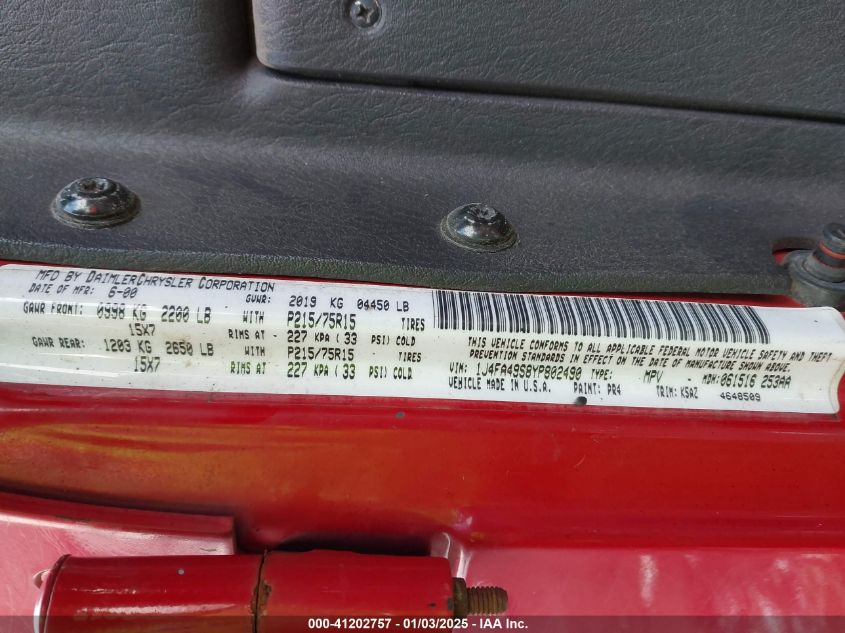 MFD BY DAIMLERCHRYSLER CORPORATION
DATE OF MFR: 6-00 GVWR: 2019 KG 04450 LB
GAWR FRONT: 0998 KG 2200 LB WITH P215/75R15 TIRES
15X7 RIMS AT - 227 KPA ( 33 PSI) COLD
GAWR REAR: 1203 KG 2650 LB WITH P215/75R15 - TIRES
15X7 RIMS AT 227 KPA ( 33 PSI) COLD
THIS VEHICLE CONFORMS TO ALL APPLICABLE FEDERAL MOTOR VEHICLE SAFETY AND THEFT
PREVENTION STANDARDS IN EFFECT ON THE DATE OF MANUFACTURE SHOWN ABOVE.
VIN: 1J4FA49S8YP802490 TYPE: MPV MDH: 061516 253AA
VEHICLE MADE IN U.S.A. PAINT: PR4 TRIM: KSAZ 4648509
000-41202757 - 01/03/2025 - © IAA Inc.